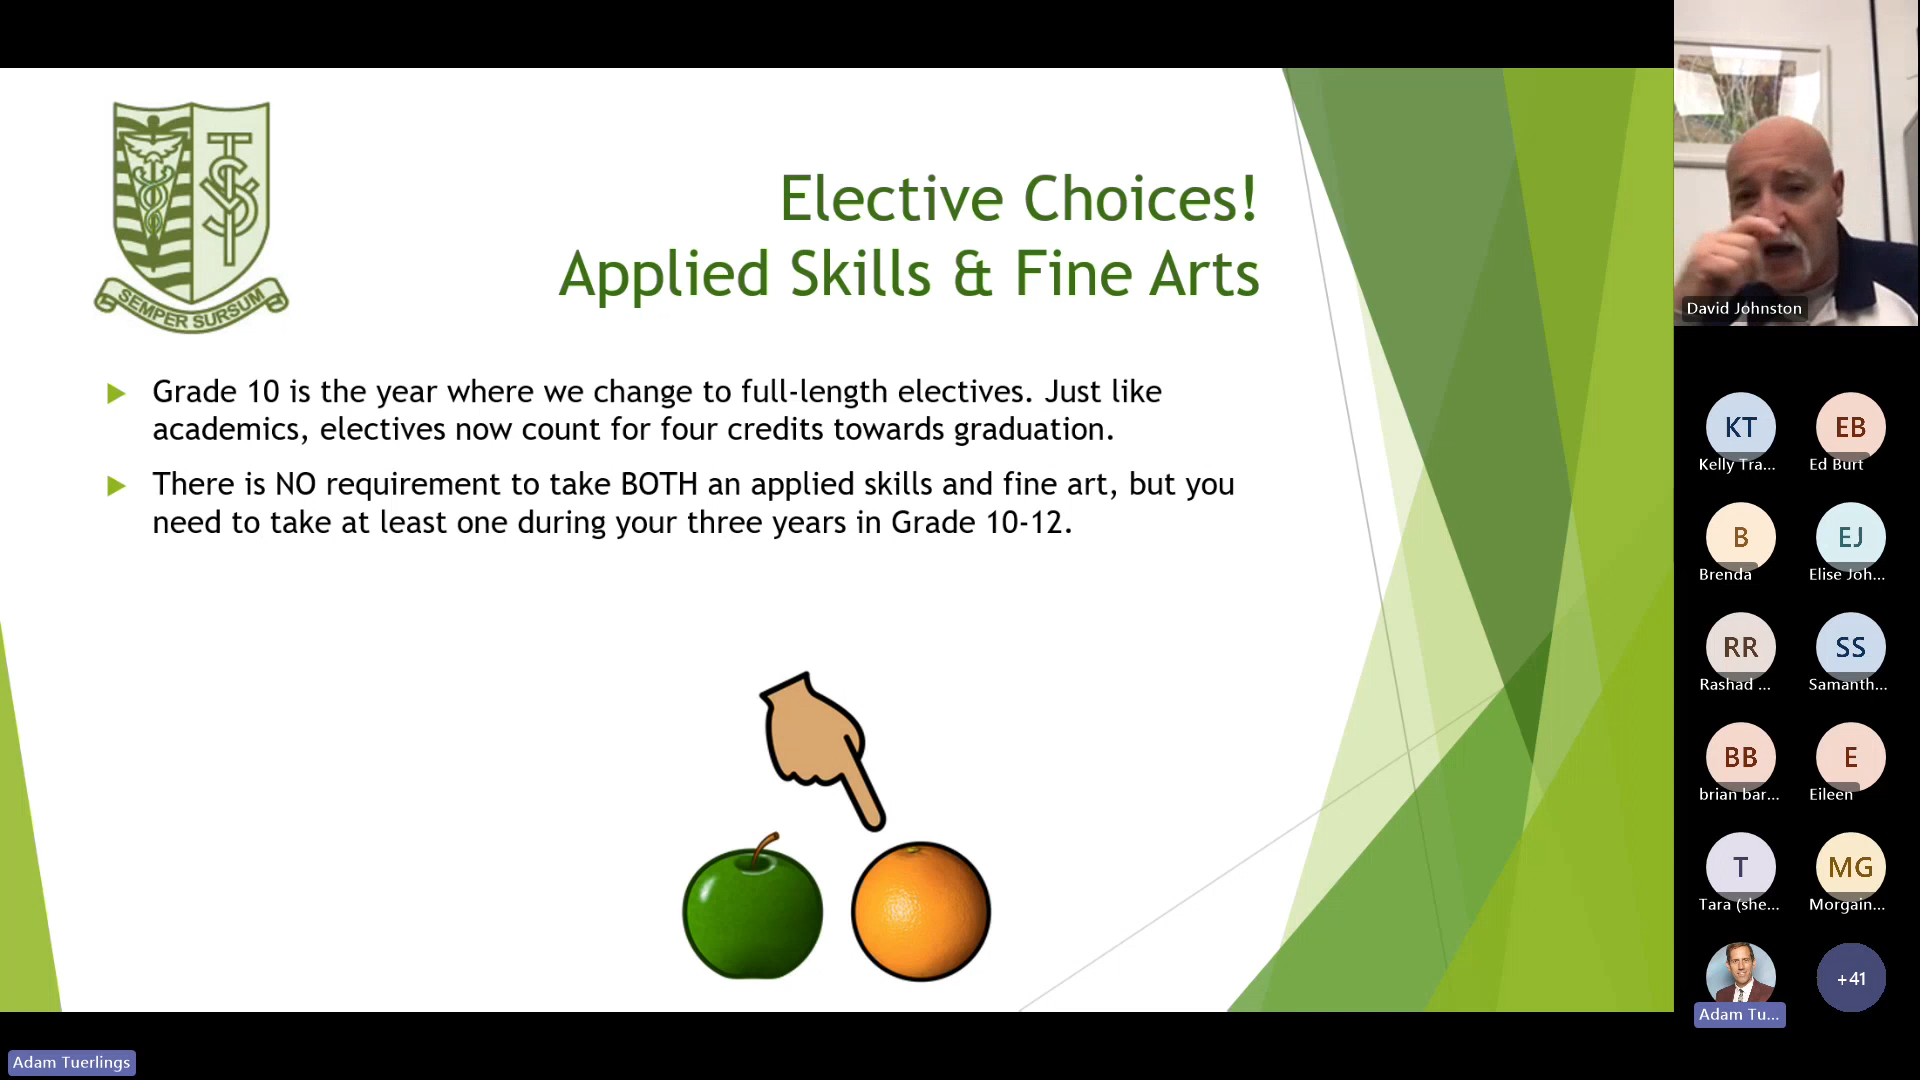 SEMPER SURSUM
Elective Choices!
Applied Skills & Fine Arts
Grade 10 is the year where we change to full-length electives. Just like
academics, electives now count for four credits towards graduation.
There is NO requirement to take BOTH an applied skills and fine art, but you
need to take at least one during your three years in Grade 10-12.
David Johnston
KT
Kelly Tra...
EB
Ed Burt
B
Brenda
EJ
Elise Joh...
RR
Rashad ...
SS
Samanth...
BB
brian bar...
E
Eileen
T
Tara (she...
MG
Morgain...
Adam Tu...
+41
Adam Tuerlings